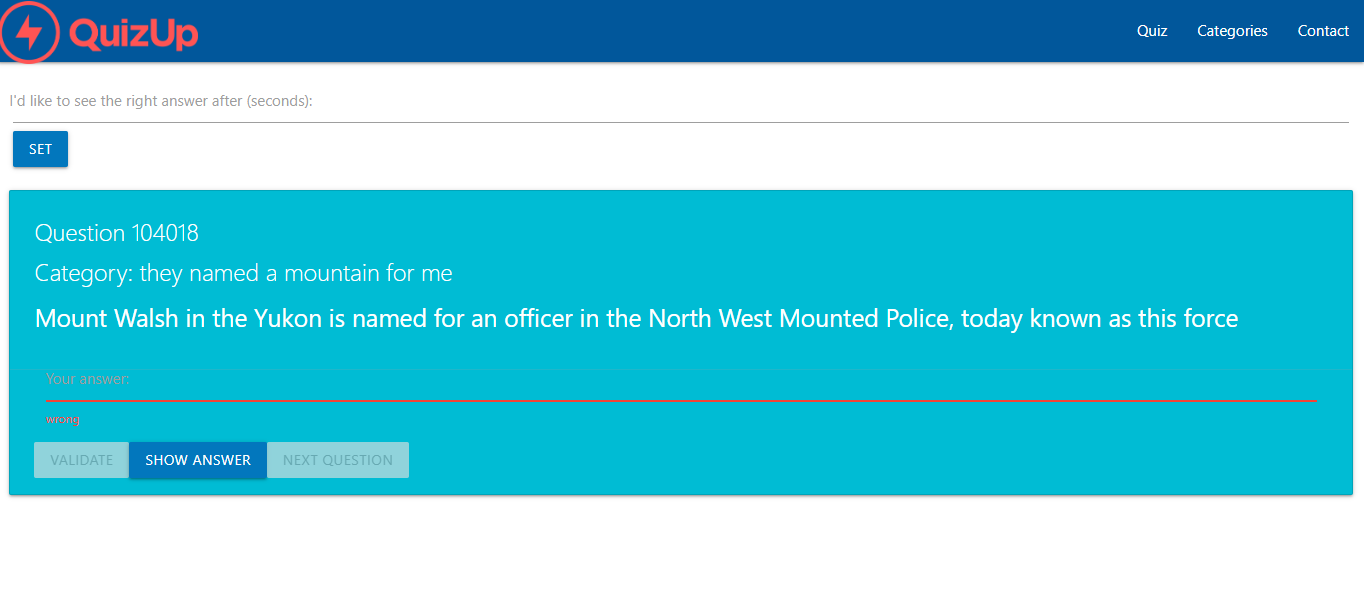 QuizUp
Quiz Categories Contact
I'd like to see the right answer after (seconds):
SET
Question 104018
Category: they named a mountain for me
Mount Walsh in the Yukon is named for an officer in the North West Mounted Police, today known as this force
Your answer:
wrong
VALIDATE SHOW ANSWER NEXT QUESTION